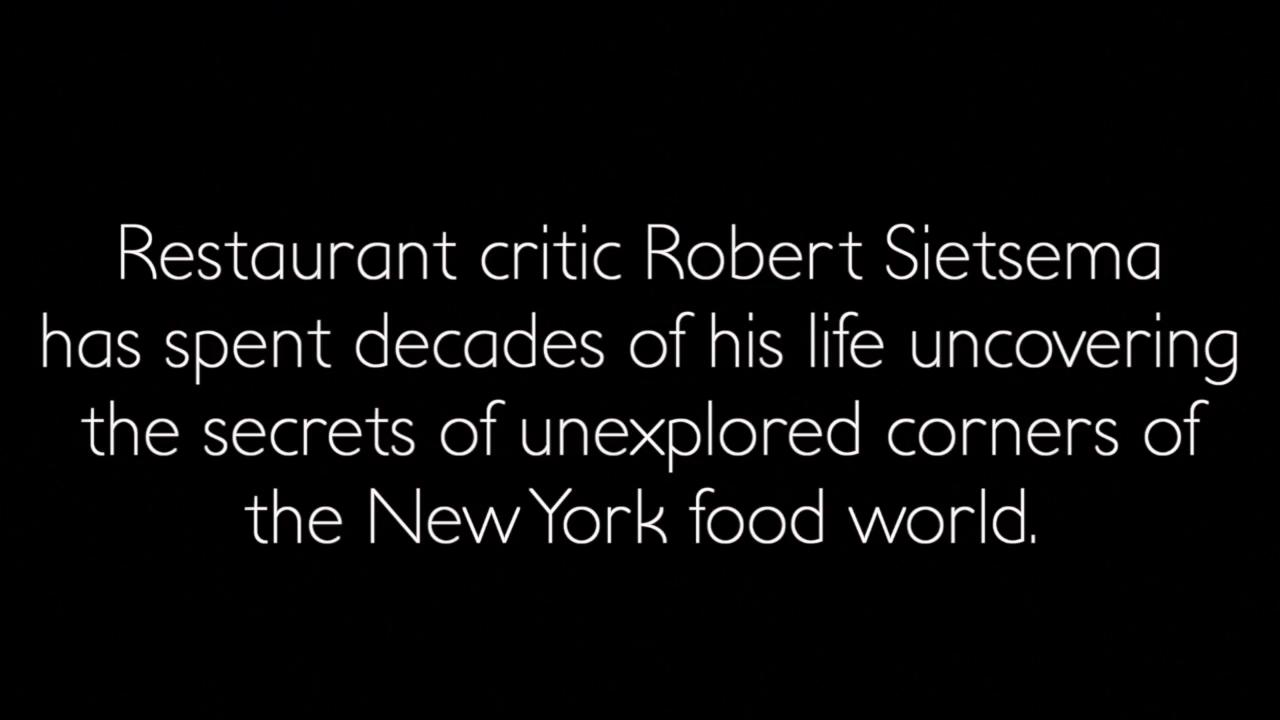 Restaurant critic Robert Sietsema
has spent decades of his life uncovering
the secrets of unexplored corners of
the New York food world.